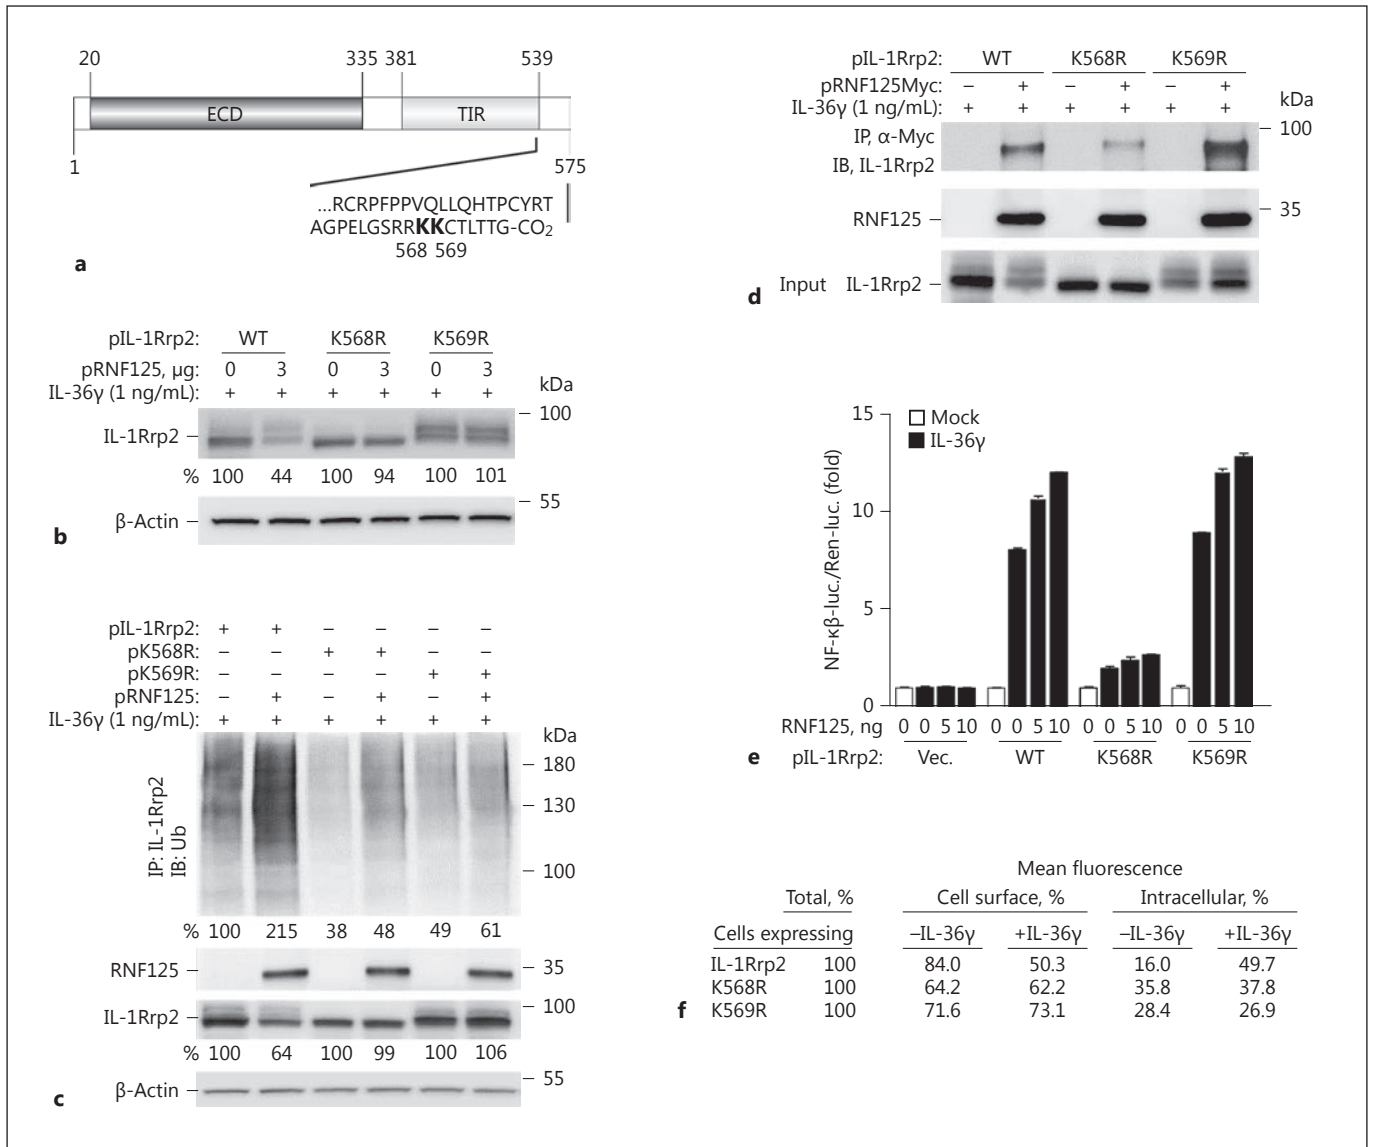 20 335 381 539
ECD TIR
1 575
...RCRPFPPVQLLQHTPCYRT
AGPELGSRRKKCTLTTG-CO2
568 569
a
pIL-1Rrp2: WT K568R K569R
pRNF125, µg: 0 3 0 3 0 3
IL-36γ (1 ng/mL): + + + + + +
kDa
100
IL-1Rrp2
% 100 44 100 94 100 101
55
β-Actin
b
pIL-1Rrp2: + + – – – –
pK568R: – – + + – –
pK569R: – – – – + +
pRNF125: – + – + – +
IL-36γ (1 ng/mL): + + + + + +
kDa
180
130
100
IP: IL-1Rrp2
IB: Ub
% 100 215 38 48 49 61
RNF125 35
100
IL-1Rrp2
% 100 64 100 99 100 106
55
β-Actin
c
pIL-1Rrp2: WT K568R K569R
pRNF125Myc: – + – + – +
IL-36γ (1 ng/mL): + + + + + +
kDa
100
IP, α-Myc
IB, IL-1Rrp2
35
RNF125
d Input IL-1Rrp2
15
10
5
0
NF-κβ-luc./Ren-luc. (fold)
Mock
IL-36γ
RNF125, ng 0 0 5 10 0 0 5 10 0 0 5 10 0 0 5 10
e pIL-1Rrp2: Vec. WT K568R K569R
Mean fluorescence
Total, % Cell surface, % Intracellular, %
Cells expressing –IL-36γ +IL-36γ –IL-36γ +IL-36γ
IL-1Rrp2 100 84.0 50.3 16.0 49.7
K568R 100 64.2 62.2 35.8 37.8
f K569R 100 71.6 73.1 28.4 26.9